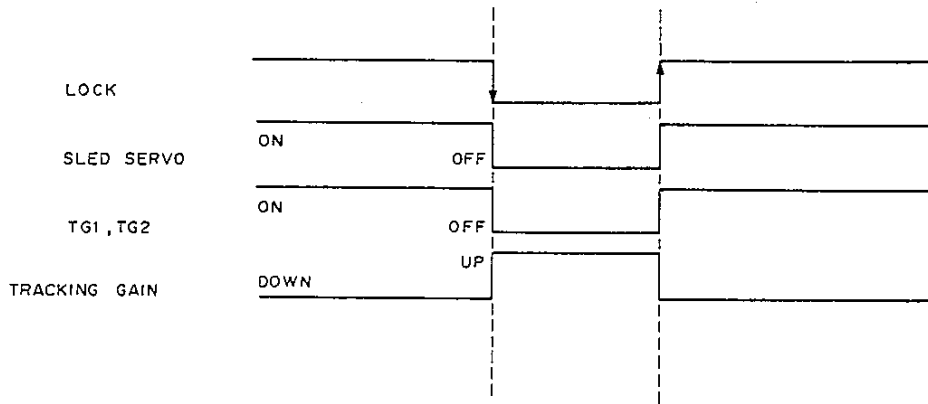 LOCK
ON
SLED SERVO
OFF
ON
TG1, TG2
OFF
UP
DOWN
TRACKING GAIN